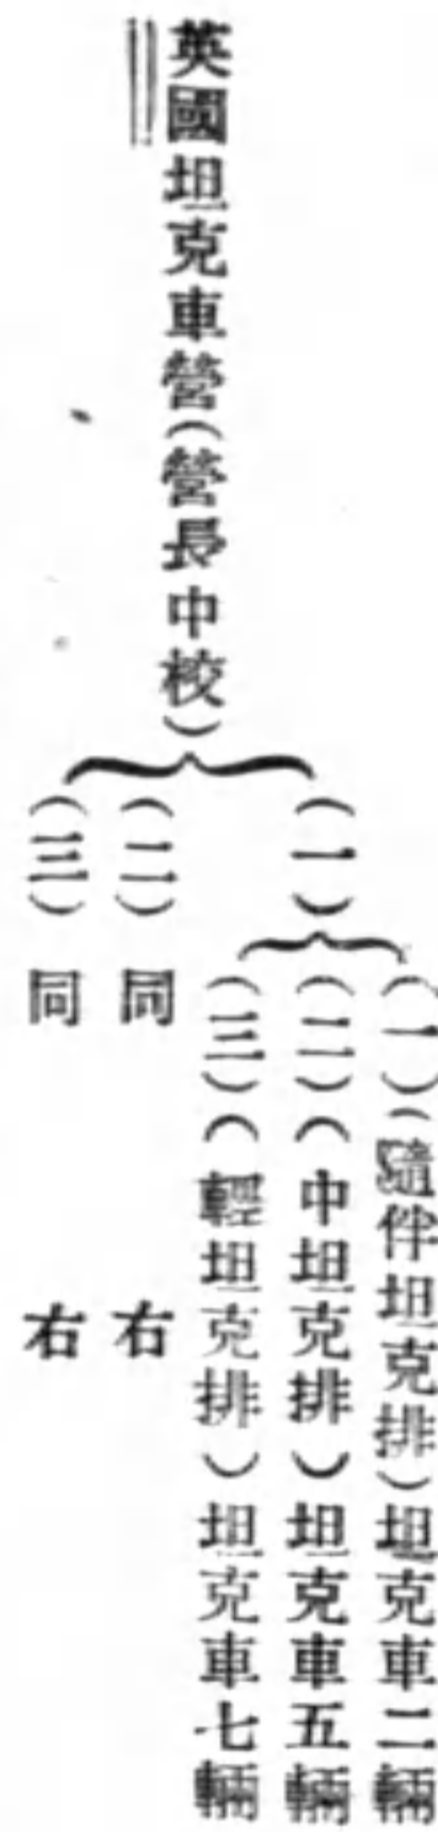 英國坦克車營（營長中校）
（一）
（一）（隨伴坦克排）坦克車二輛
（二）（中坦克排）坦克車五輛
（三）（輕坦克排）坦克車七輛
（二）同右
（三）同右